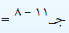 جـ ١١ − ٨ =